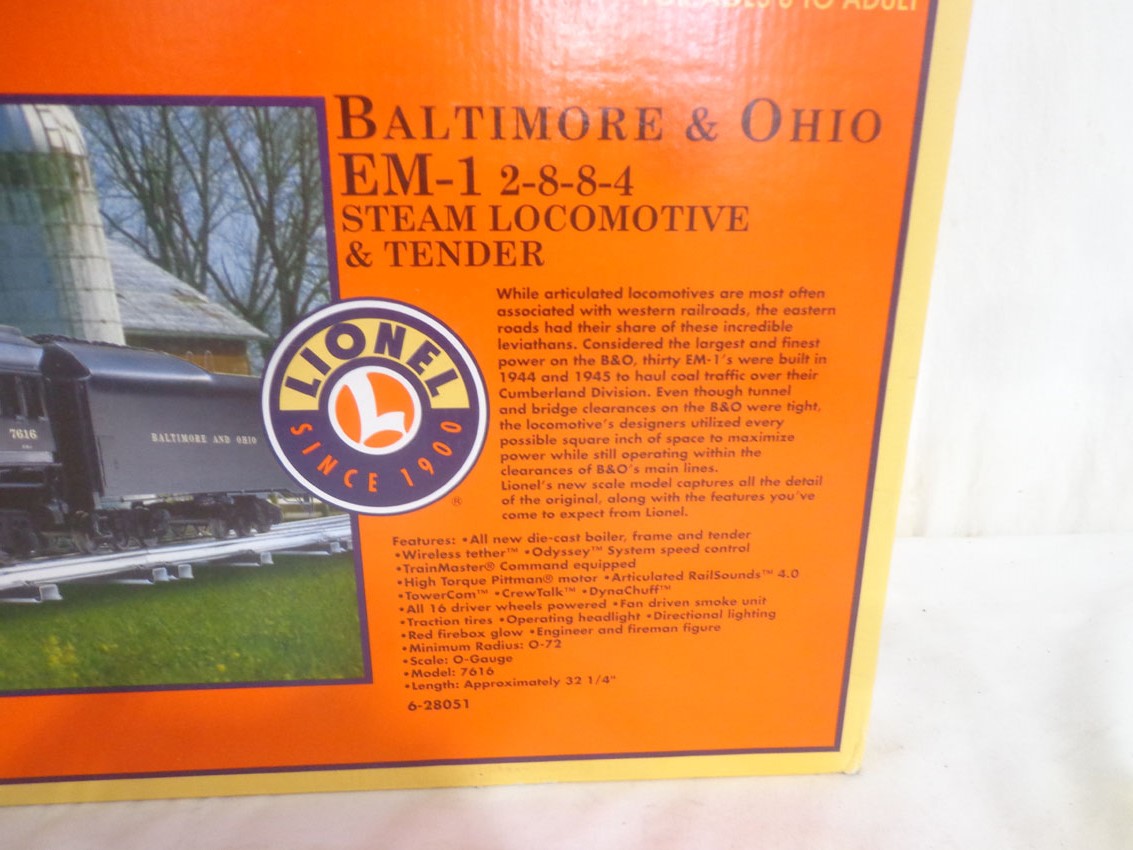 FOR AGES 8 TO ADULT
BALTIMORE & OHIO
EM-1 2-8-8-4
STEAM LOCOMOTIVE
& TENDER
While articulated locomotives are most often
associated with western railroads, the eastern
roads had their share of these incredible
leviathans. Considered the largest and finest
power on the B&O, thirty EM-1's were built in
1944 and 1945 to haul coal traffic over their
Cumberland Division. Even though tunnel
and bridge clearances on the B&O were tight,
the locomotive's designers utilized every
possible square inch of space to maximize
power while still operating within the
clearances of B&O's main lines.
Lionel's new scale model captures all the detail
of the original, along with the features you've
come to expect from Lionel.
LIONEL
L
SINCE 1900
®
7616
BALTIMORE AND OHIO
Features: •All new die-cast boiler, frame and tender
•Wireless tether™ •Odyssey™ System speed control
•TrainMaster® Command equipped
•High Torque Pittman® motor •Articulated RailSounds™ 4.0
•TowerCom™ •CrewTalk™ •DynaChuff™
•All 16 driver wheels powered •Fan driven smoke unit
•Traction tires •Operating headlight •Directional lighting
•Red firebox glow •Engineer and fireman figure
•Minimum Radius: O-72
•Scale: O-Gauge
•Model: 7616
•Length: Approximately 32 1/4"
6-28051